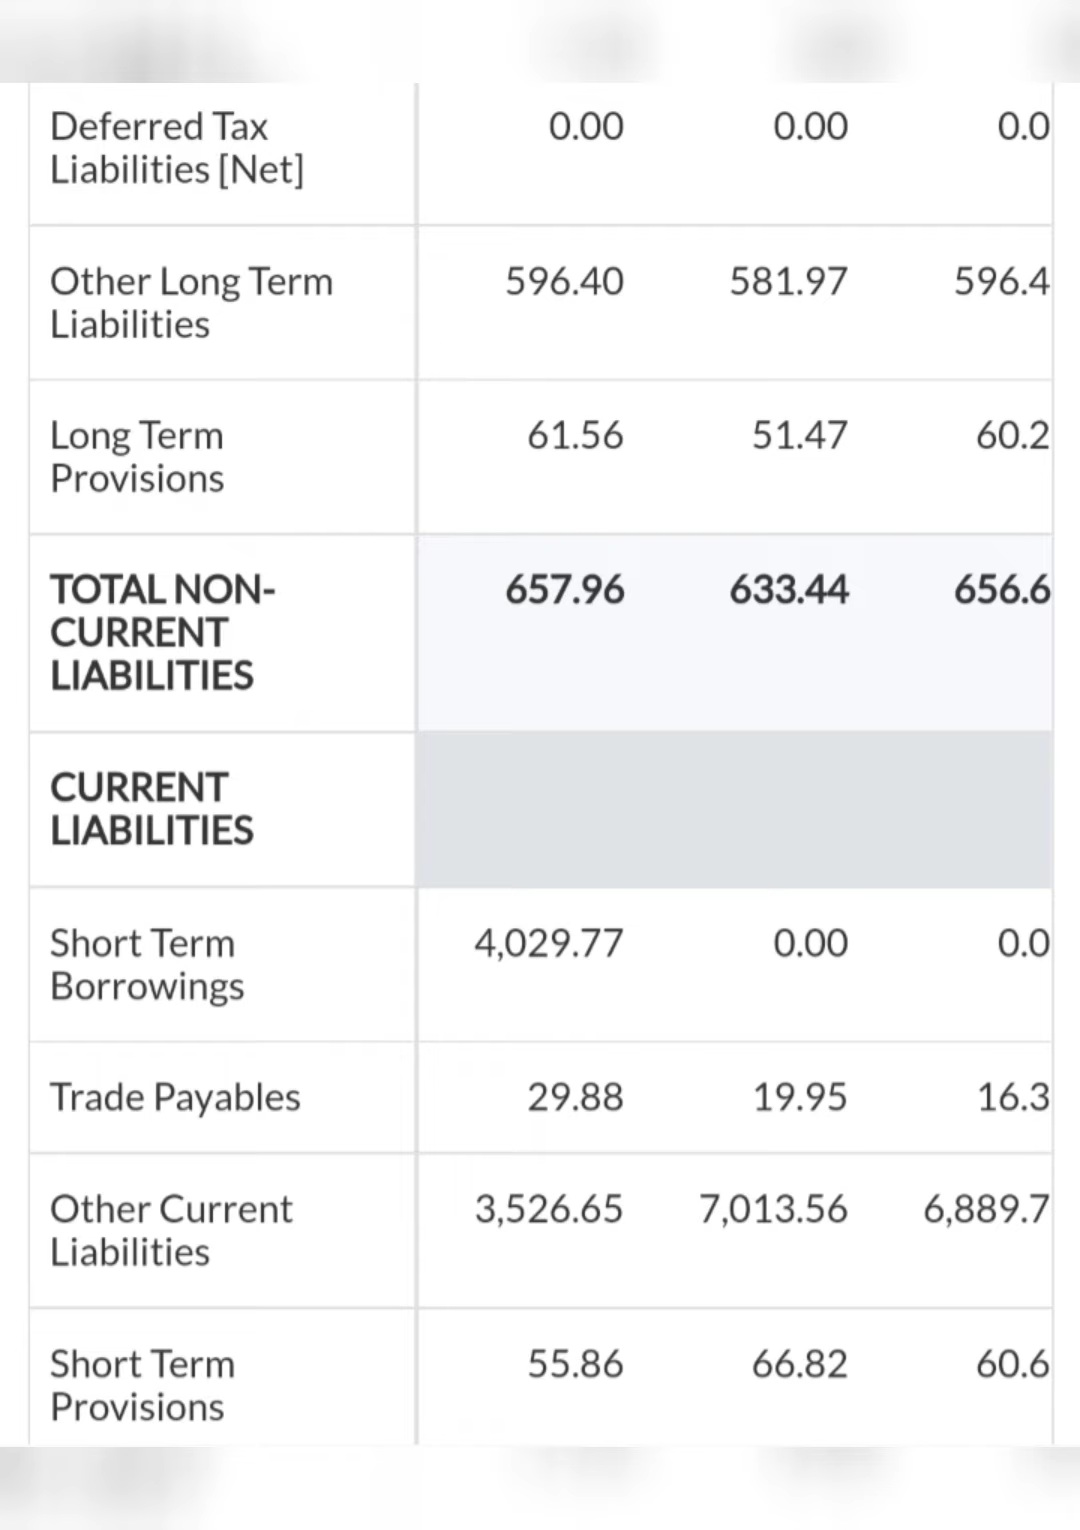 Deferred Tax 0.00 0.00 0.0
Liabilities [Net]
Other Long Term 596.40 581.97 596.4
Liabilities
Long Term 61.56 51.47 60.2
Provisions
TOTAL NON- 657.96 633.44 656.6
CURRENT
LIABILITIES
CURRENT
LIABILITIES
Short Term 4,029.77 0.00 0.0
Borrowings
Trade Payables 29.88 19.95 16.3
Other Current 3,526.65 7,013.56 6,889.7
Liabilities
Short Term 55.86 66.82 60.6
Provisions